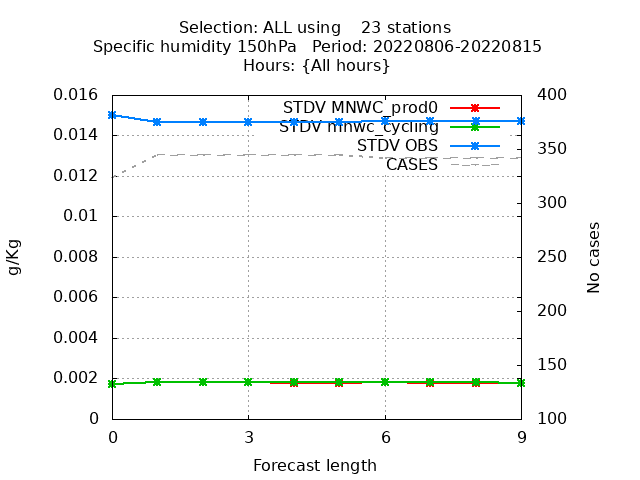 Selection: ALL using    23 stations
Specific humidity 150hPa   Period: 20220806-20220815
Hours: {All hours}
STDV MNWC_prod0
STDV mnwc_cycling
STDV OBS
CASES
0.016
0.014
0.012
0.01
0.008
0.006
0.004
0.002
0
400
350
300
250
200
150
100
g/Kg
No cases
0 3 6 9
Forecast length